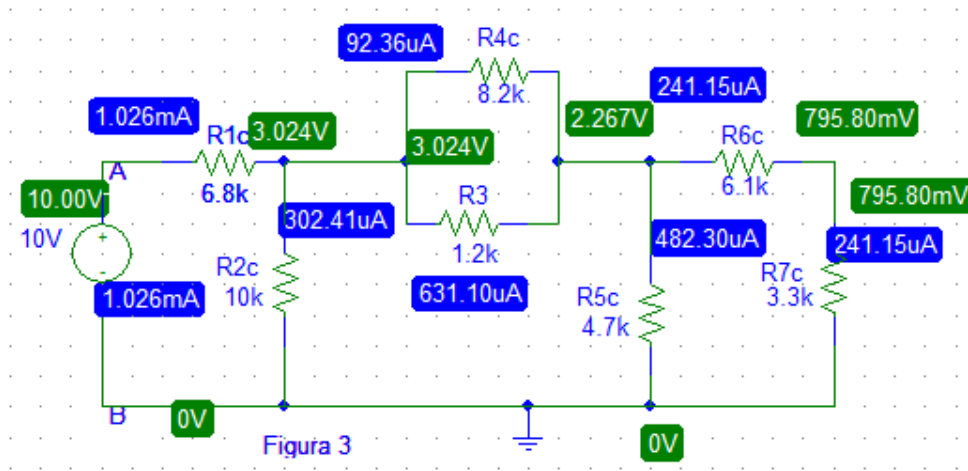 92.36uA
R4c
8.2k
241.15uA
1.026mA
2.267V
795.80mV
R1c
3.024V
3.024V
R6c
A
6.8k
R3
6.1k
10.00V
795.80mV
302.41uA
10V
+
1.2k
482.30uA
241.15uA
-
R2c
R7c
10k
631.10uA
3.3k
1.026mA
R5c
4.7k
B
0V
Figura 3
0V